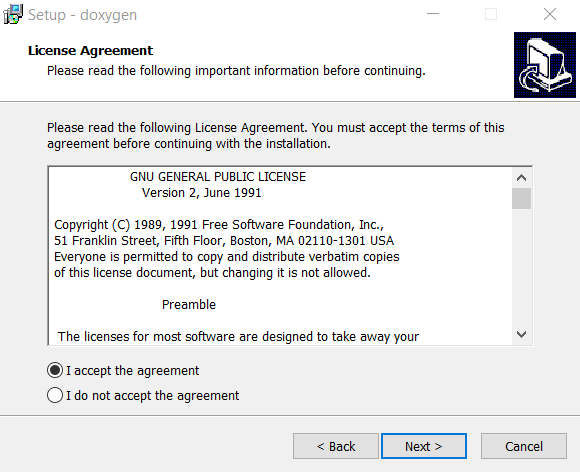 Setup - doxygen
License Agreement
Please read the following important information before continuing.
Please read the following License Agreement. You must accept the terms of this
agreement before continuing with the installation.
GNU GENERAL PUBLIC LICENSE
Version 2, June 1991
Copyright (C) 1989, 1991 Free Software Foundation, Inc.,
51 Franklin Street, Fifth Floor, Boston, MA 02110-1301 USA
Everyone is permitted to copy and distribute verbatim copies
of this license document, but changing it is not allowed.
Preamble
The licenses for most software are designed to take away your
I accept the agreement
I do not accept the agreement
< Back
Next >
Cancel